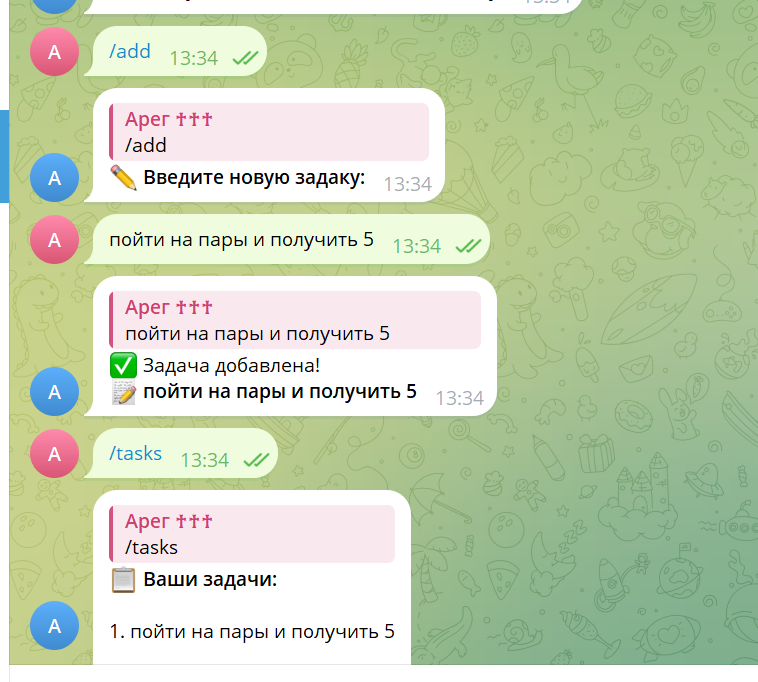 А
/add
13:34
Арег ✝✝✝
/add
А
✏️ Введите новую задаку:
13:34
А
пойти на пары и получить 5
13:34
Арег ✝✝✝
пойти на пары и получить 5
✅ Задача добавлена!
А
📝 пойти на пары и получить 5
13:34
А
/tasks
13:34
Арег ✝✝✝
/tasks
📋 Ваши задачи:
А
1. пойти на пары и получить 5